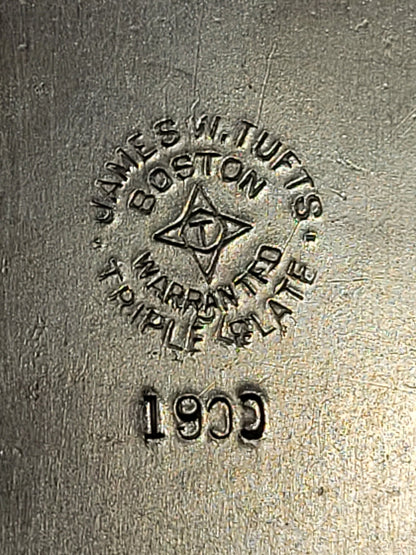 JAMES W. TUFTS.
BOSTON
T
WARRANTED
TRIPLE PLATE
1900